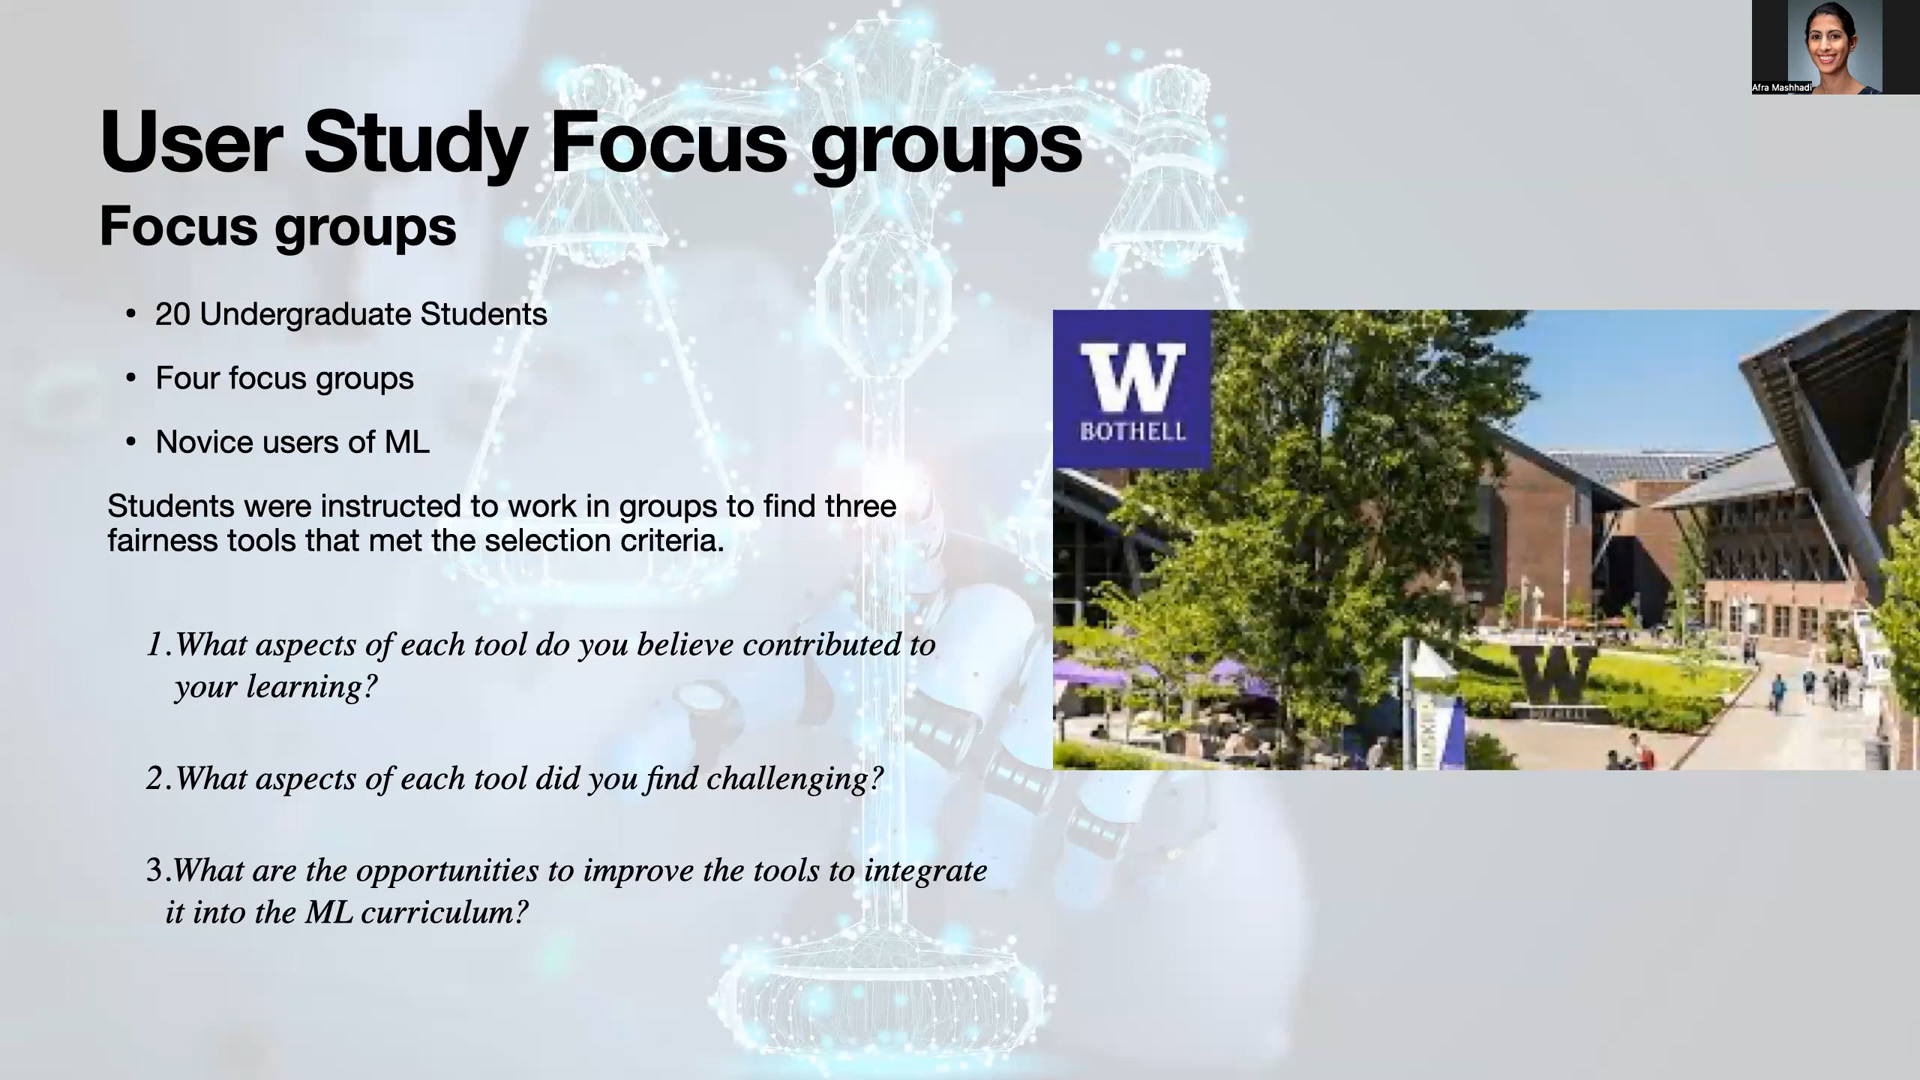 Afra Mashhadi
User Study Focus groups
Focus groups
• 20 Undergraduate Students
• Four focus groups
• Novice users of ML
Students were instructed to work in groups to find three
fairness tools that met the selection criteria.
1.What aspects of each tool do you believe contributed to
your learning?
2.What aspects of each tool did you find challenging?
3.What are the opportunities to improve the tools to integrate
it into the ML curriculum?
W
BOTHELL
W
W